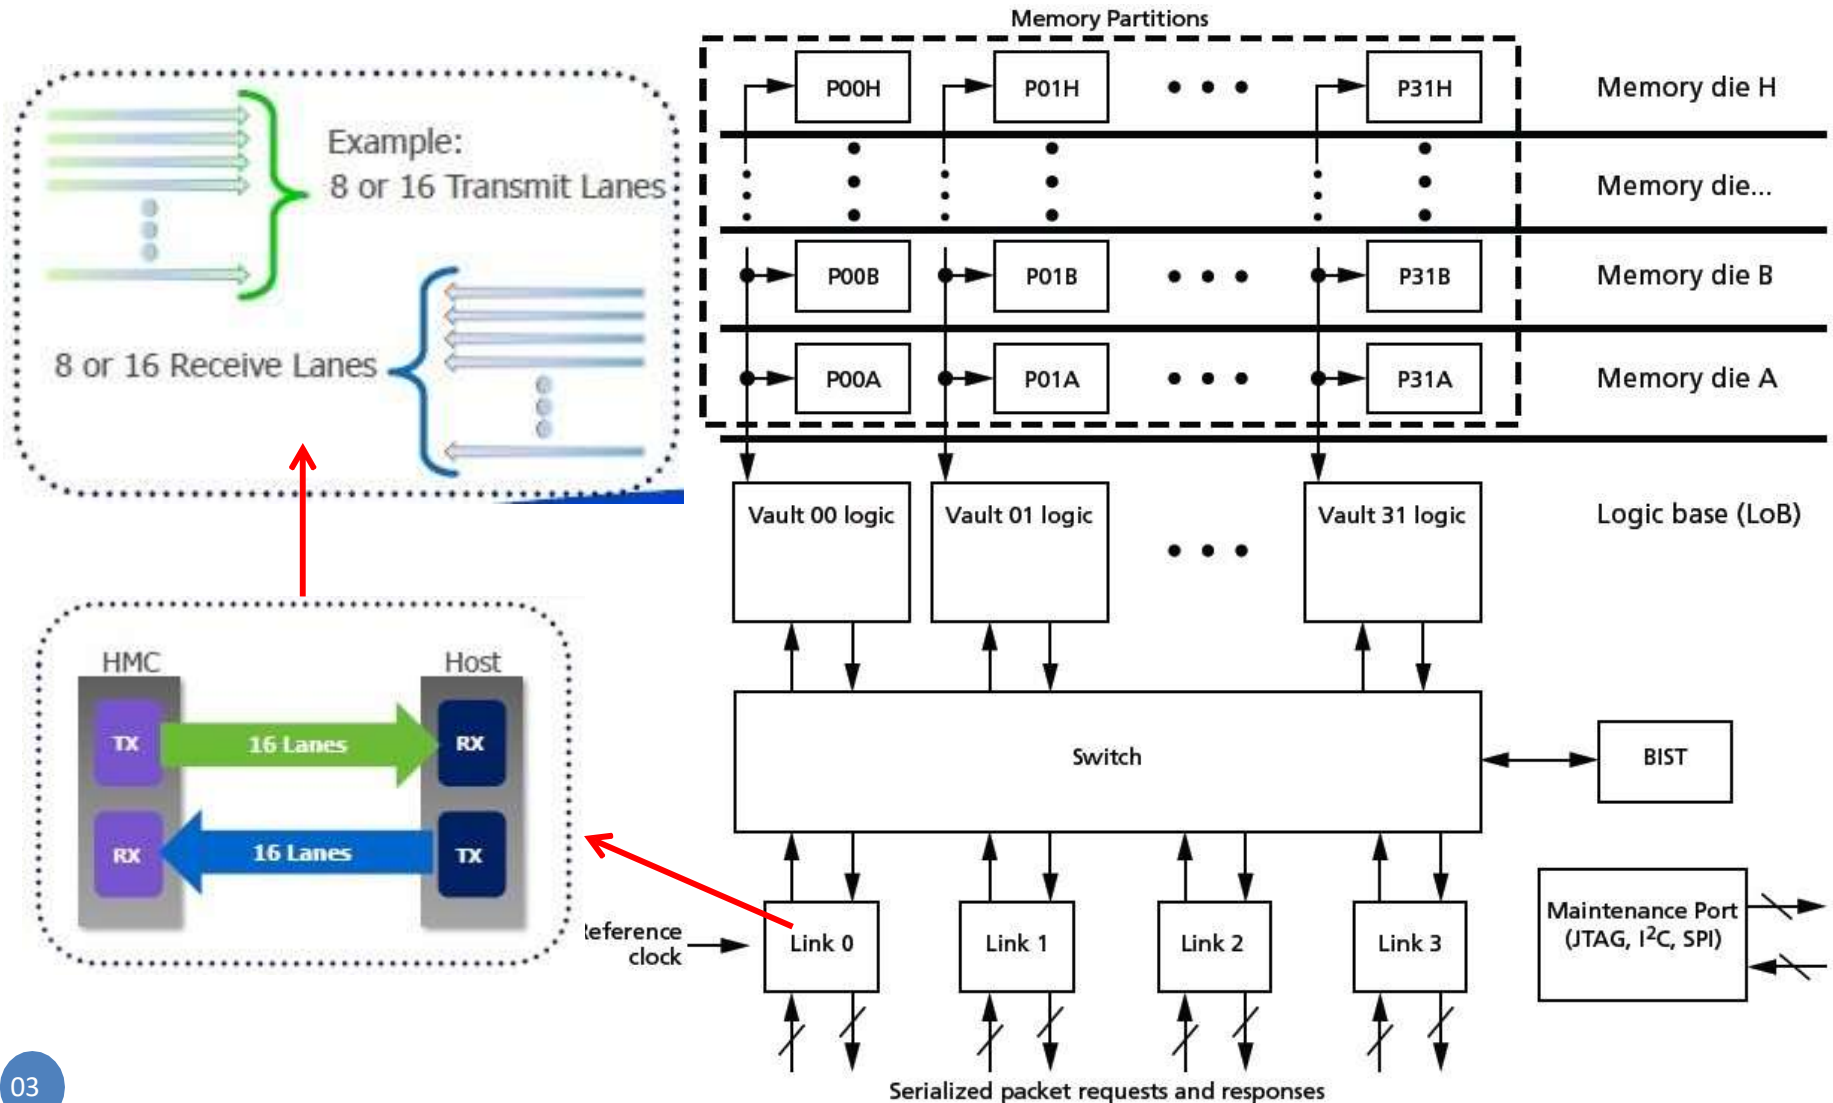 Memory Partitions
P00H
P01H
P31H
Memory die H
Memory die...
P00B
P01B
P31B
Memory die B
P00A
P01A
P31A
Memory die A
Example:
8 or 16 Transmit Lanes
8 or 16 Receive Lanes
Vault 00 logic
Vault 01 logic
Vault 31 logic
Logic base (LoB)
HMC
Host
TX
16 Lanes
RX
RX
16 Lanes
TX
Switch
BIST
eference
clock
Link 0
Link 1
Link 2
Link 3
Maintenance Port
(JTAG, I²C, SPI)
Serialized packet requests and responses
03